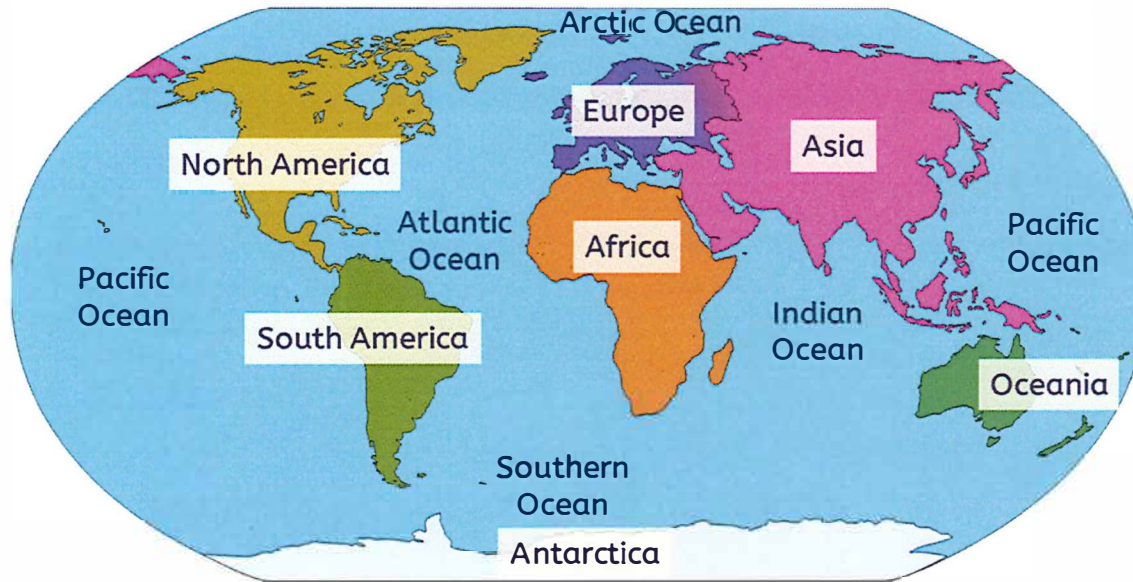 Arctic Ocean
Europe
Asia
North America
Atlantic
Ocean
Africa
Pacific
Ocean
Pacific
Ocean
South America
Indian
Ocean
Oceania
Southern
Ocean
Antarctica